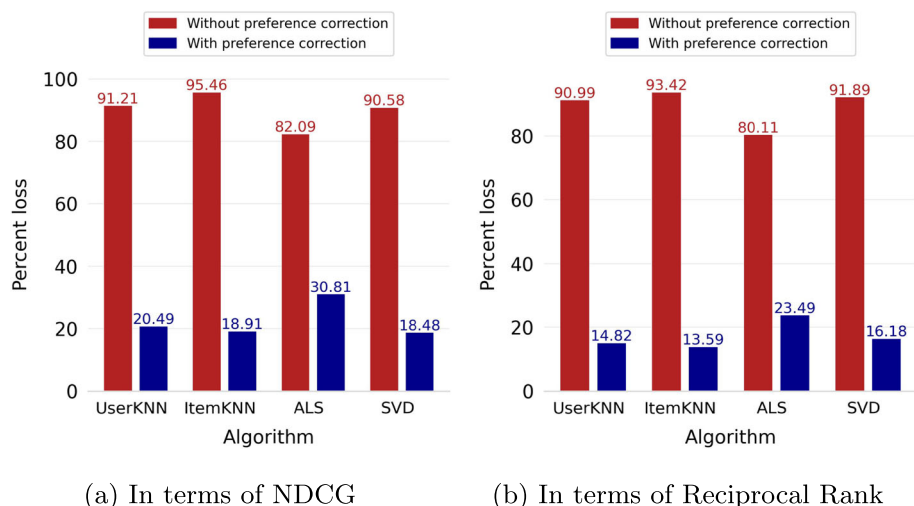 Without preference correction
With preference correction
100
80
60
40
20
0
Percent loss
91.21
95.46
82.09
90.58
20.49
18.91
30.81
18.48
UserKNN
ItemKNN
ALS
SVD
Algorithm
(a) In terms of NDCG
Without preference correction
With preference correction
80
60
40
20
0
Percent loss
90.99
93.42
80.11
91.89
14.82
13.59
23.49
16.18
UserKNN
ItemKNN
ALS
SVD
Algorithm
(b) In terms of Reciprocal Rank